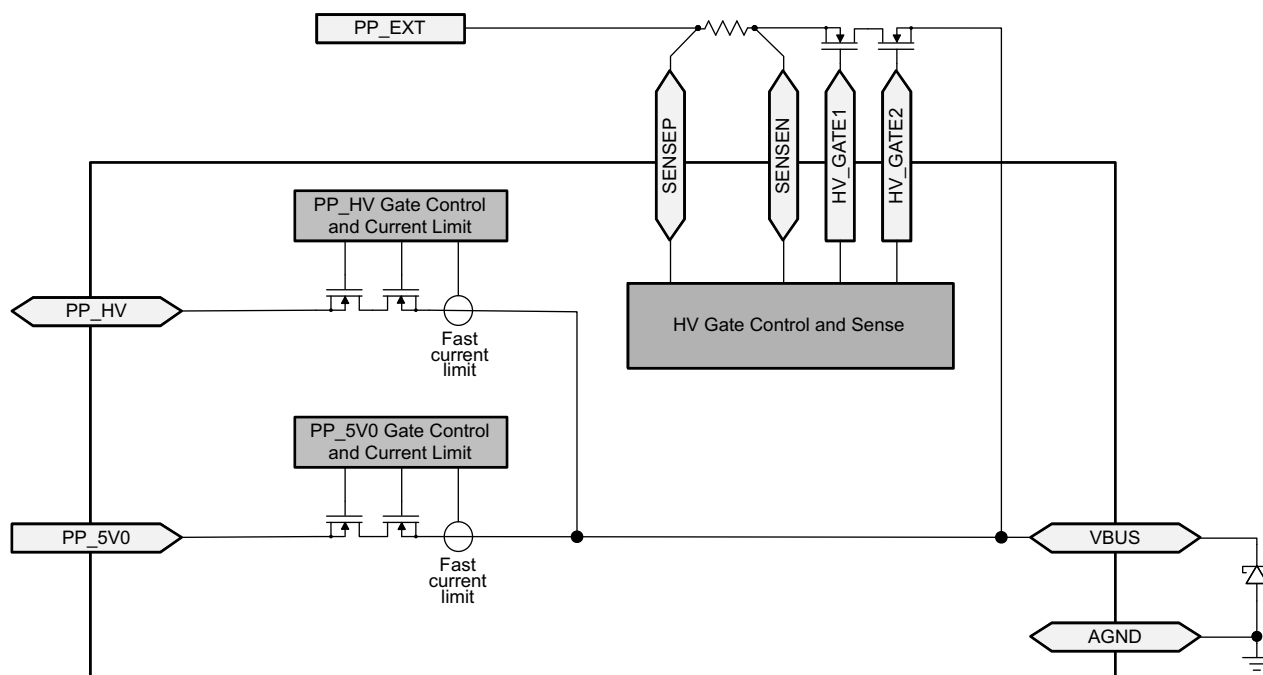 PP_EXT
SENSEP
SENSEN
HV_GATE1
HV_GATE2
PP_HV Gate Control
and Current Limit
PP_HV
Fast
current
limit
HV Gate Control and Sense
PP_5V0 Gate Control
and Current Limit
PP_5V0
Fast
current
limit
VBUS
AGND